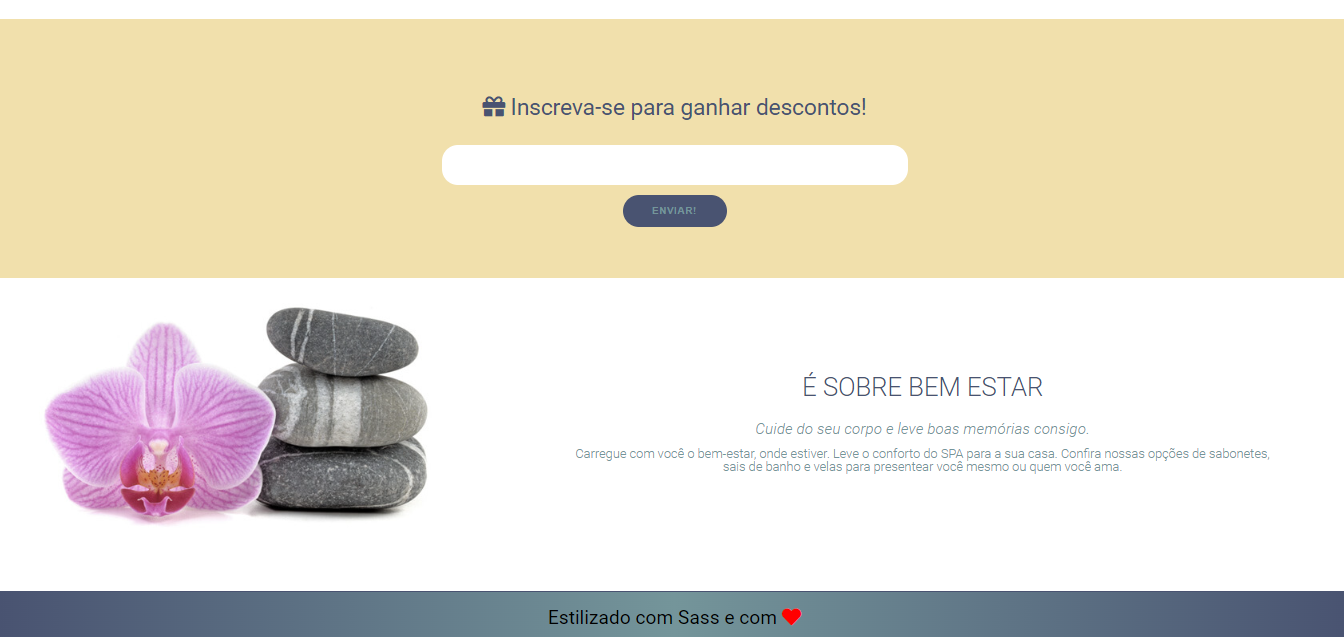 Inscreva-se para ganhar descontos!
ENVIAR!
É SOBRE BEM ESTAR
Cuide do seu corpo e leve boas memórias consigo.
Carregue com você o bem-estar, onde estiver. Leve o conforto do SPA para a sua casa. Confira nossas opções de sabonetes,
sais de banho e velas para presentear você mesmo ou quem você ama.
Estilizado com Sass e com